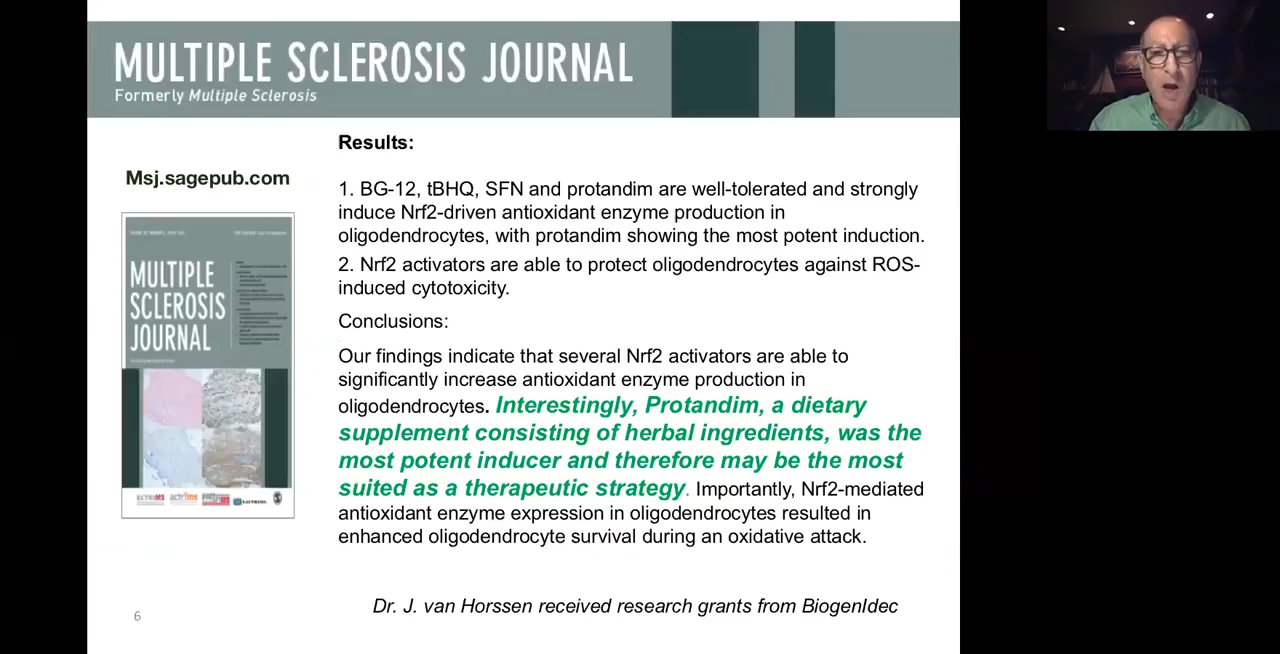 MULTIPLE SCLEROSIS JOURNAL
Formerly Multiple Sclerosis
Msj.sagepub.com
MULTIPLE
SCLEROSIS
JOURNAL
Results:
1. BG-12, tBHQ, SFN and protandim are well-tolerated and strongly
induce Nrf2-driven antioxidant enzyme production in
oligodendrocytes, with protandim showing the most potent induction.
2. Nrf2 activators are able to protect oligodendrocytes against ROS-
induced cytotoxicity.
Conclusions:
Our findings indicate that several Nrf2 activators are able to
significantly increase antioxidant enzyme production in
oligodendrocytes. Interestingly, Protandim, a dietary
supplement consisting of herbal ingredients, was the
most potent inducer and therefore may be the most
suited as a therapeutic strategy. Importantly, Nrf2-mediated
antioxidant enzyme expression in oligodendrocytes resulted in
enhanced oligodendrocyte survival during an oxidative attack.
Dr. J. van Horssen received research grants from BiogenIdec
6